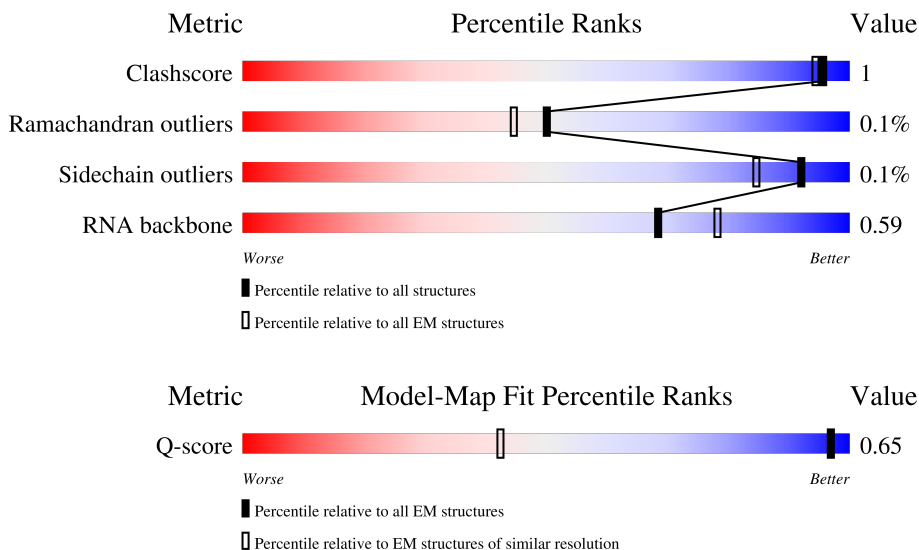 Metric Percentile Ranks Value
Clashscore 1
Ramachandran outliers 0.1%
Sidechain outliers 0.1%
RNA backbone 0.59
Worse Better
Percentile relative to all structures
Percentile relative to all EM structures
Metric Model-Map Fit Percentile Ranks Value
Q-score 0.65
Worse Better
Percentile relative to all EM structures
Percentile relative to EM structures of similar resolution